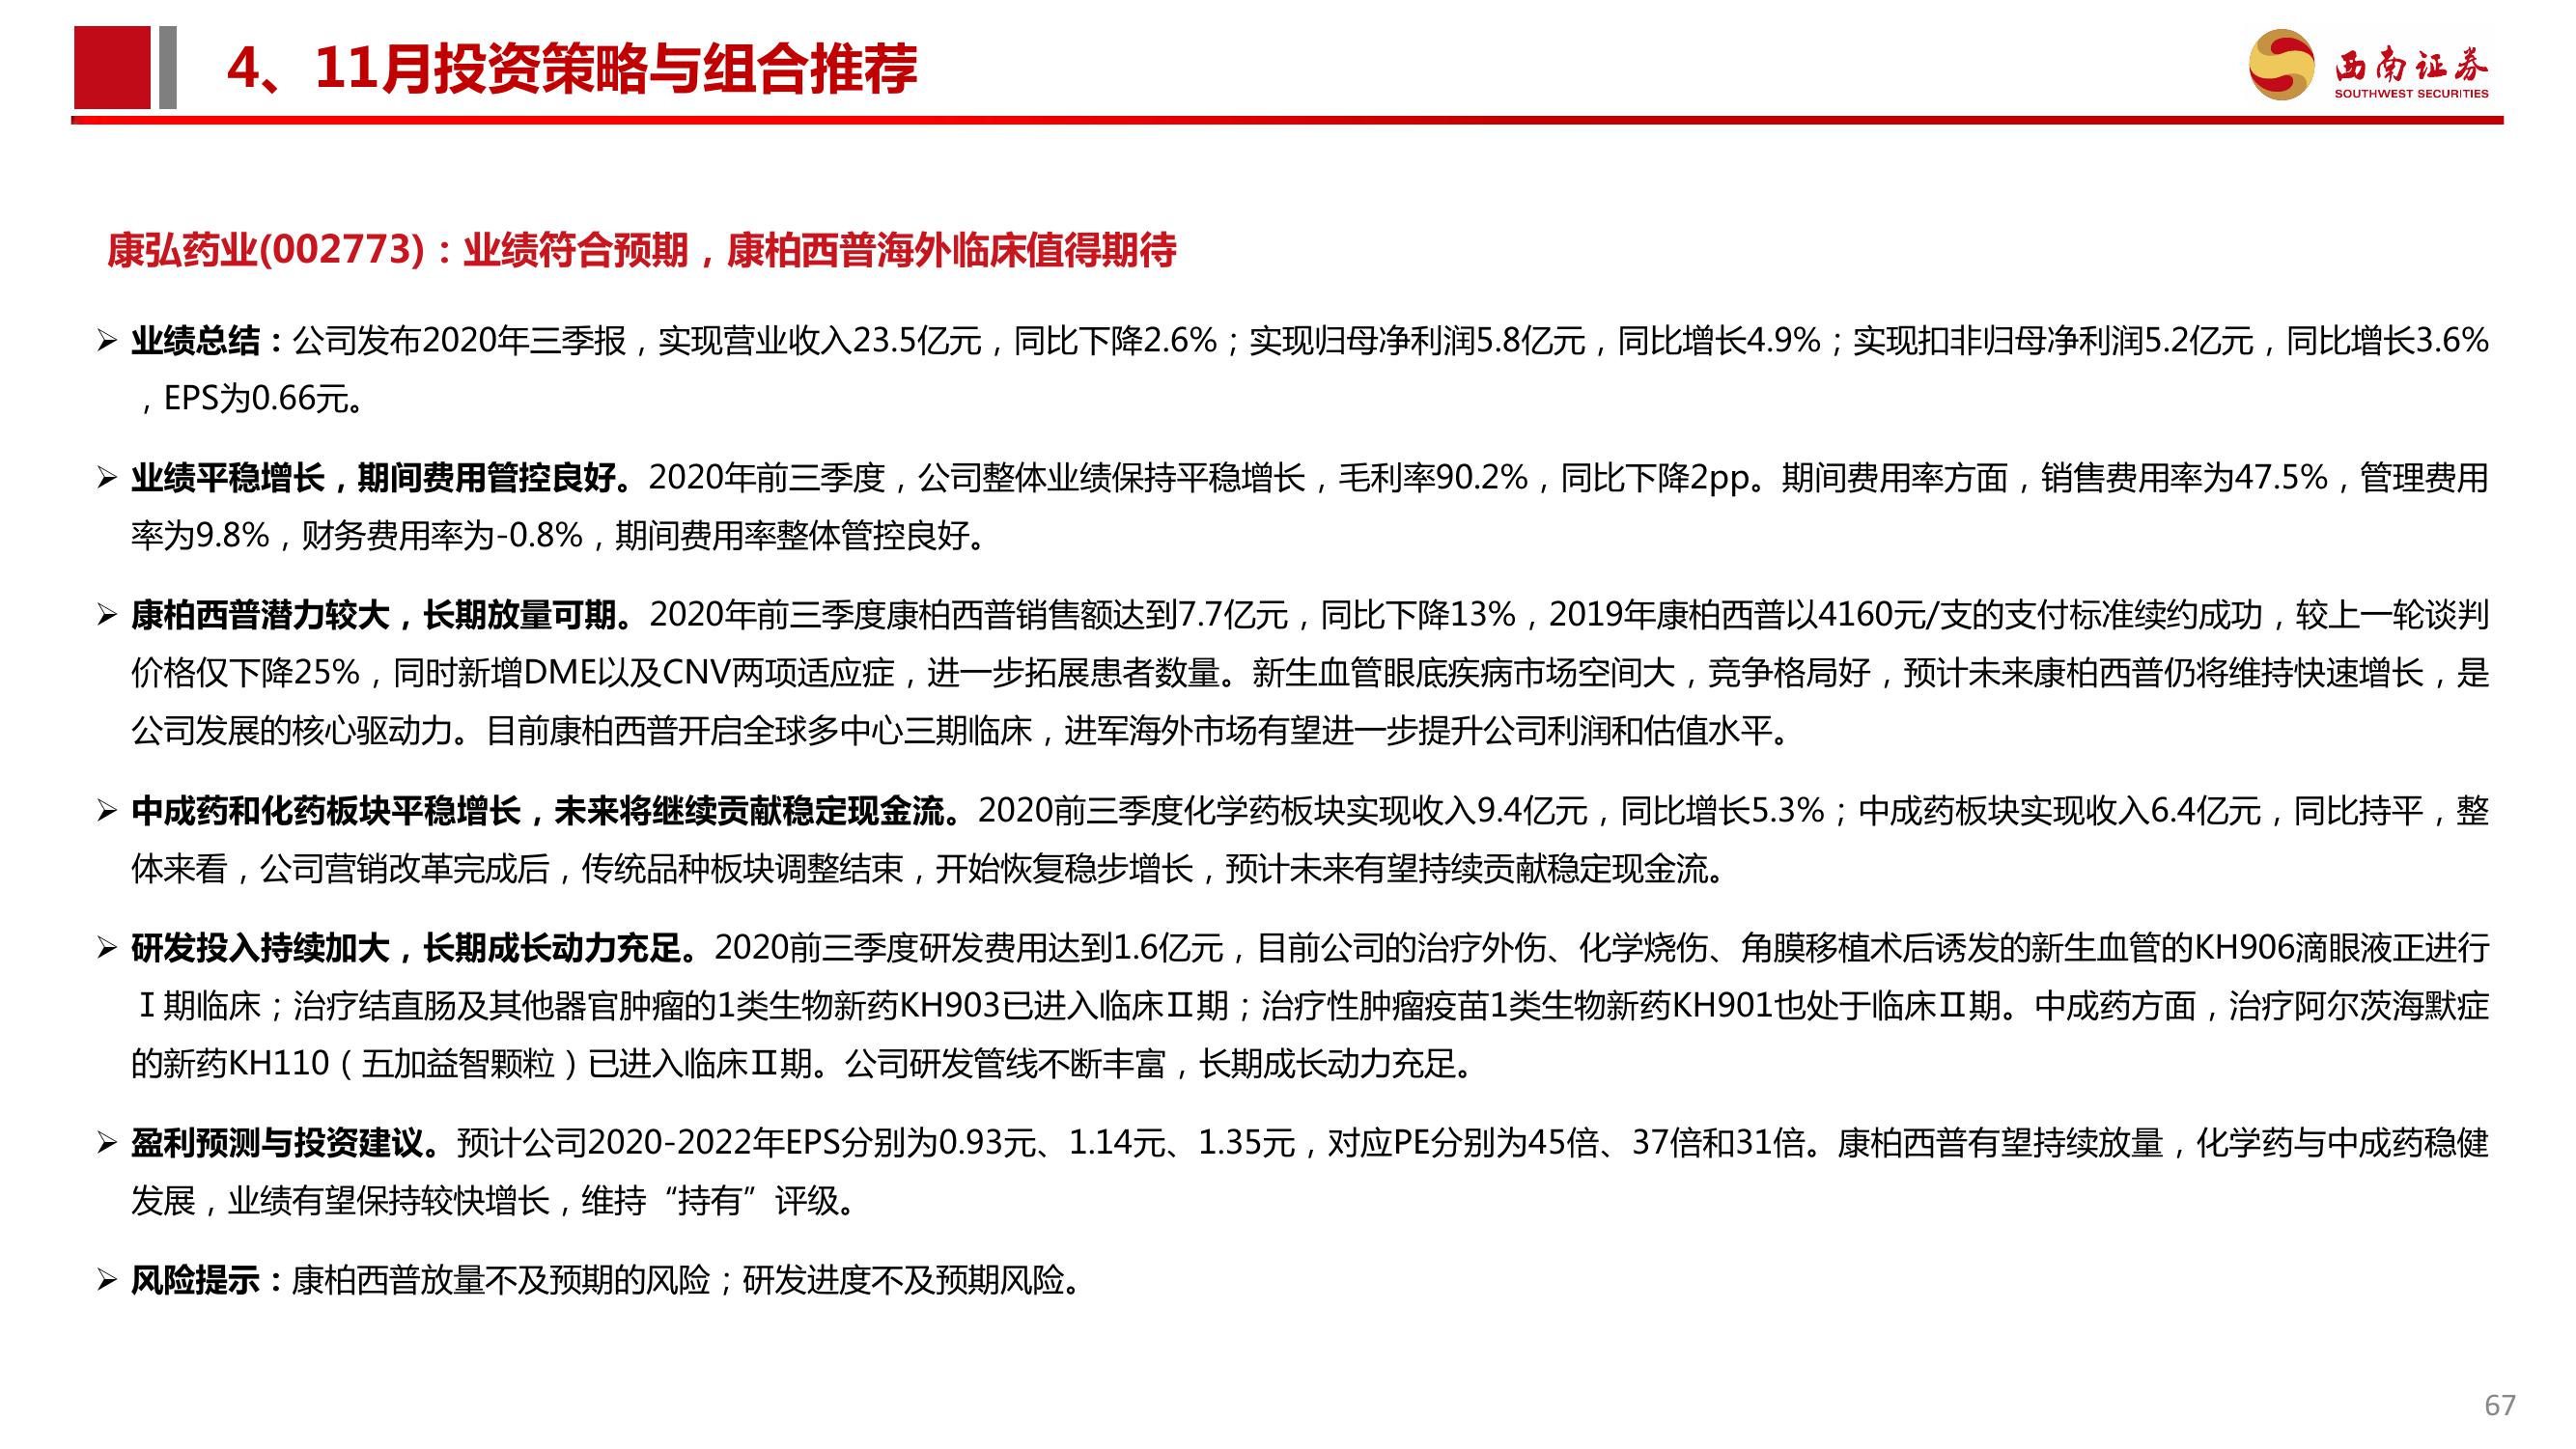 4、11月投资策略与组合推荐
西南证券
SOUTHWEST SECURITIES
康弘药业(002773)：业绩符合预期，康柏西普海外临床值得期待
➢ 业绩总结：公司发布2020年三季报，实现营业收入23.5亿元，同比下降2.6%；实现归母净利润5.8亿元，同比增长4.9%；实现扣非归母净利润5.2亿元，同比增长3.6%
，EPS为0.66元。
➢ 业绩平稳增长，期间费用管控良好。2020年前三季度，公司整体业绩保持平稳增长，毛利率90.2%，同比下降2pp。期间费用率方面，销售费用率为47.5%，管理费用
率为9.8%，财务费用率为-0.8%，期间费用率整体管控良好。
➢ 康柏西普潜力较大，长期放量可期。2020年前三季度康柏西普销售额达到7.7亿元，同比下降13%，2019年康柏西普以4160元/支的支付标准续约成功，较上一轮谈判
价格仅下降25%，同时新增DME以及CNV两项适应症，进一步拓展患者数量。新生血管眼底疾病市场空间大，竞争格局好，预计未来康柏西普仍将维持快速增长，是
公司发展的核心驱动力。目前康柏西普开启全球多中心三期临床，进军海外市场有望进一步提升公司利润和估值水平。
➢ 中成药和化药板块平稳增长，未来将继续贡献稳定现金流。2020前三季度化学药板块实现收入9.4亿元，同比增长5.3%；中成药板块实现收入6.4亿元，同比持平，整
体来看，公司营销改革完成后，传统品种板块调整结束，开始恢复稳步增长，预计未来有望持续贡献稳定现金流。
➢ 研发投入持续加大，长期成长动力充足。2020前三季度研发费用达到1.6亿元，目前公司的治疗外伤、化学烧伤、角膜移植术后诱发的新生血管的KH906滴眼液正进行
Ⅰ期临床；治疗结直肠及其他器官肿瘤的1类生物新药KH903已进入临床Ⅱ期；治疗性肿瘤疫苗1类生物新药KH901也处于临床Ⅱ期。中成药方面，治疗阿尔茨海默症
的新药KH110（五加益智颗粒）已进入临床Ⅱ期。公司研发管线不断丰富，长期成长动力充足。
➢ 盈利预测与投资建议。预计公司2020-2022年EPS分别为0.93元、1.14元、1.35元，对应PE分别为45倍、37倍和31倍。康柏西普有望持续放量，化学药与中成药稳健
发展，业绩有望保持较快增长，维持“持有”评级。
➢ 风险提示：康柏西普放量不及预期的风险；研发进度不及预期风险。
67